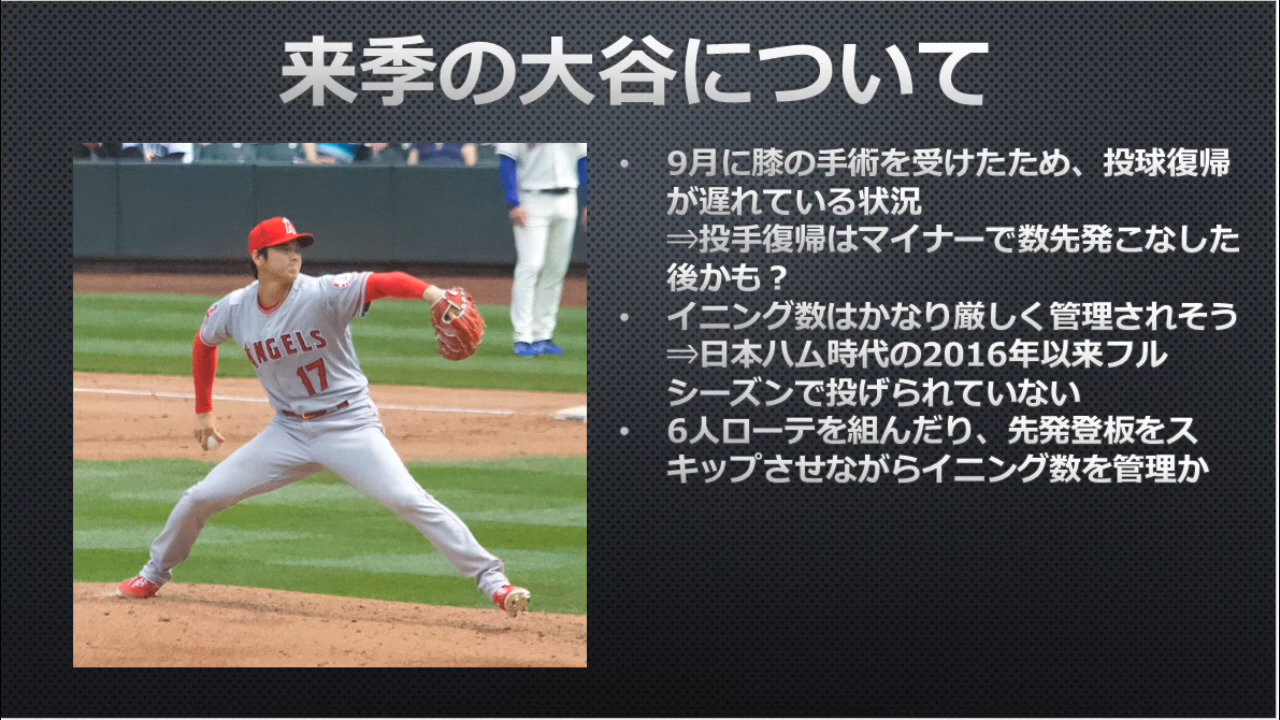 来季の大谷について
• 9月に膝の手術を受けたため、投球復帰
が遅れている状況
⇒投手復帰はマイナーで数先発こなした
後かも？
• イニング数はかなり厳しく管理されそう
⇒日本ハム時代の2016年以来フル
シーズンで投げられていない
• 6人ローテを組んだり、先発登板をス
キップさせながらイニング数を管理か
ANGELS
17